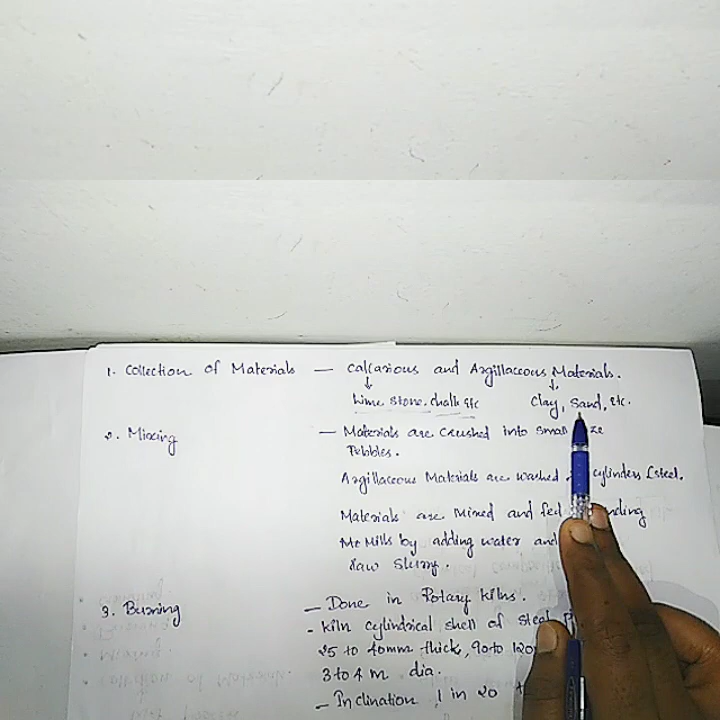 1. Collection of Materials — Calcarious and Argillaceous Materials.
Lime stone, chalk etc Clay, Sand, etc.
2. Mixing — Materials are Crushed into small ze
Pebbles.
Argillaceous Materials are washed cylinders [steel.
Materials are Mixed and fed nding
Mills by adding water and
raw Slurry.
3. Burning — Done in Rotary Kilns.
- Kiln cylindrical shell of Steel
25 to 40mm thick, 90 to 120
3 to 4 m dia.
- Inclination 1 in 20